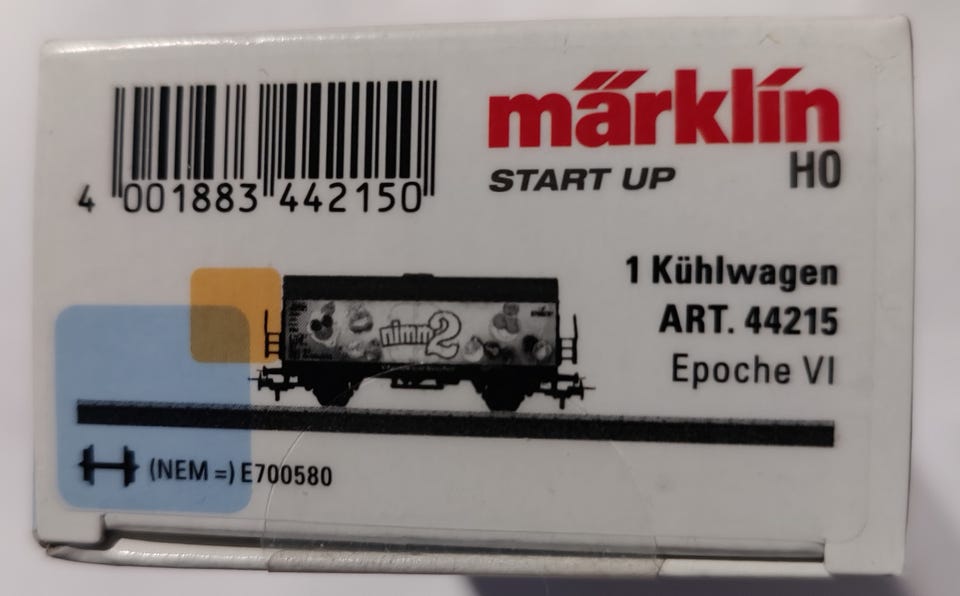 märklin
H0
START UP
4 001883 442150
1 Kühlwagen
ART. 44215
Epoche VI
nimm2
(NEM =) E700580